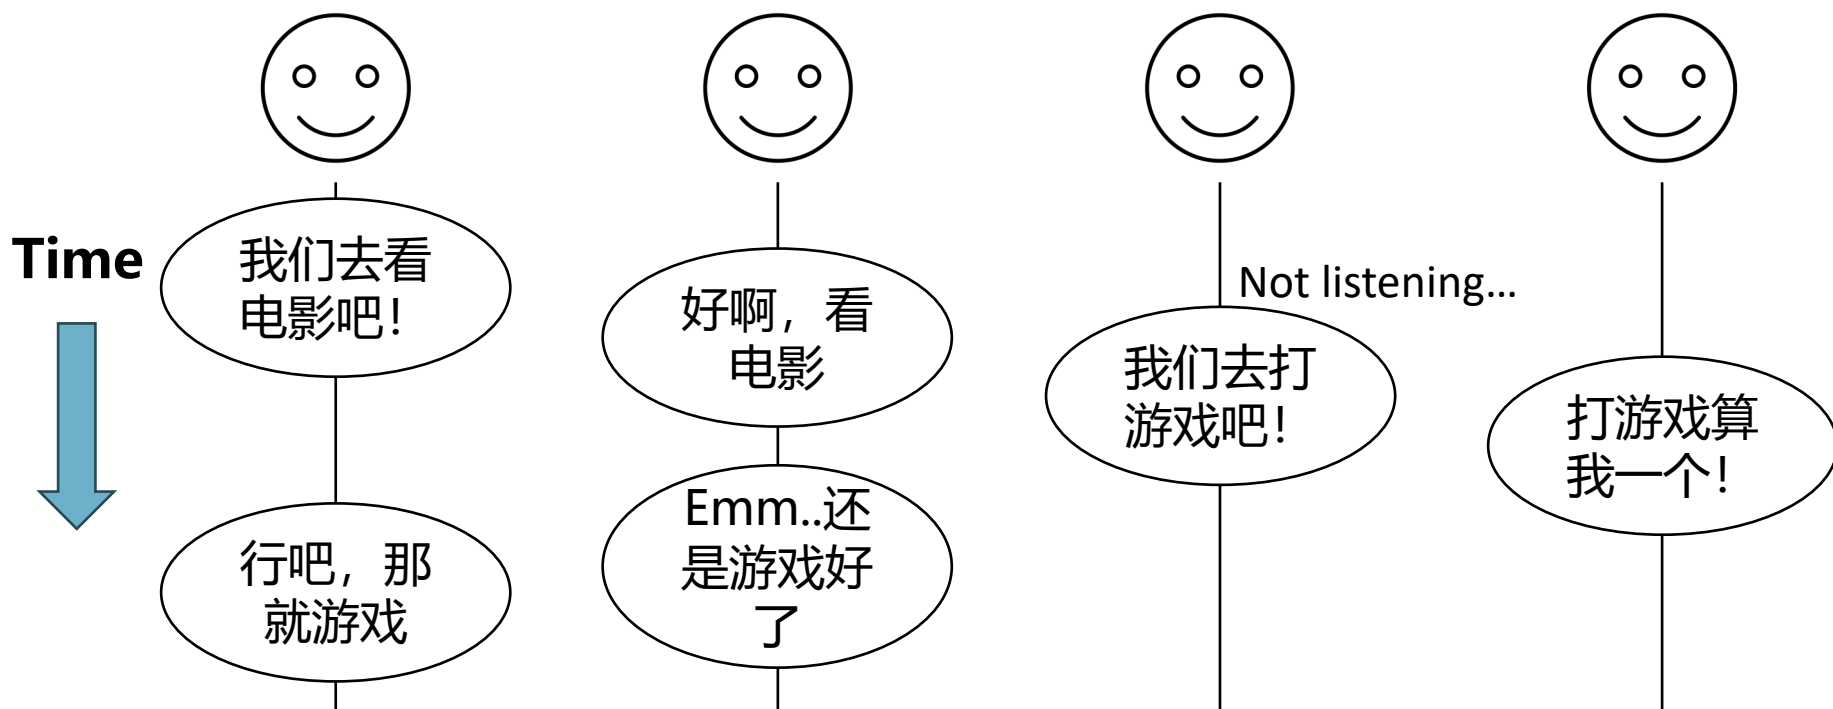 Time
我们去看
电影吧！
好啊，看
电影
Not listening...
我们去打
游戏吧！
打游戏算
我一个！
Emm..还
是游戏好
了
行吧，那
就游戏